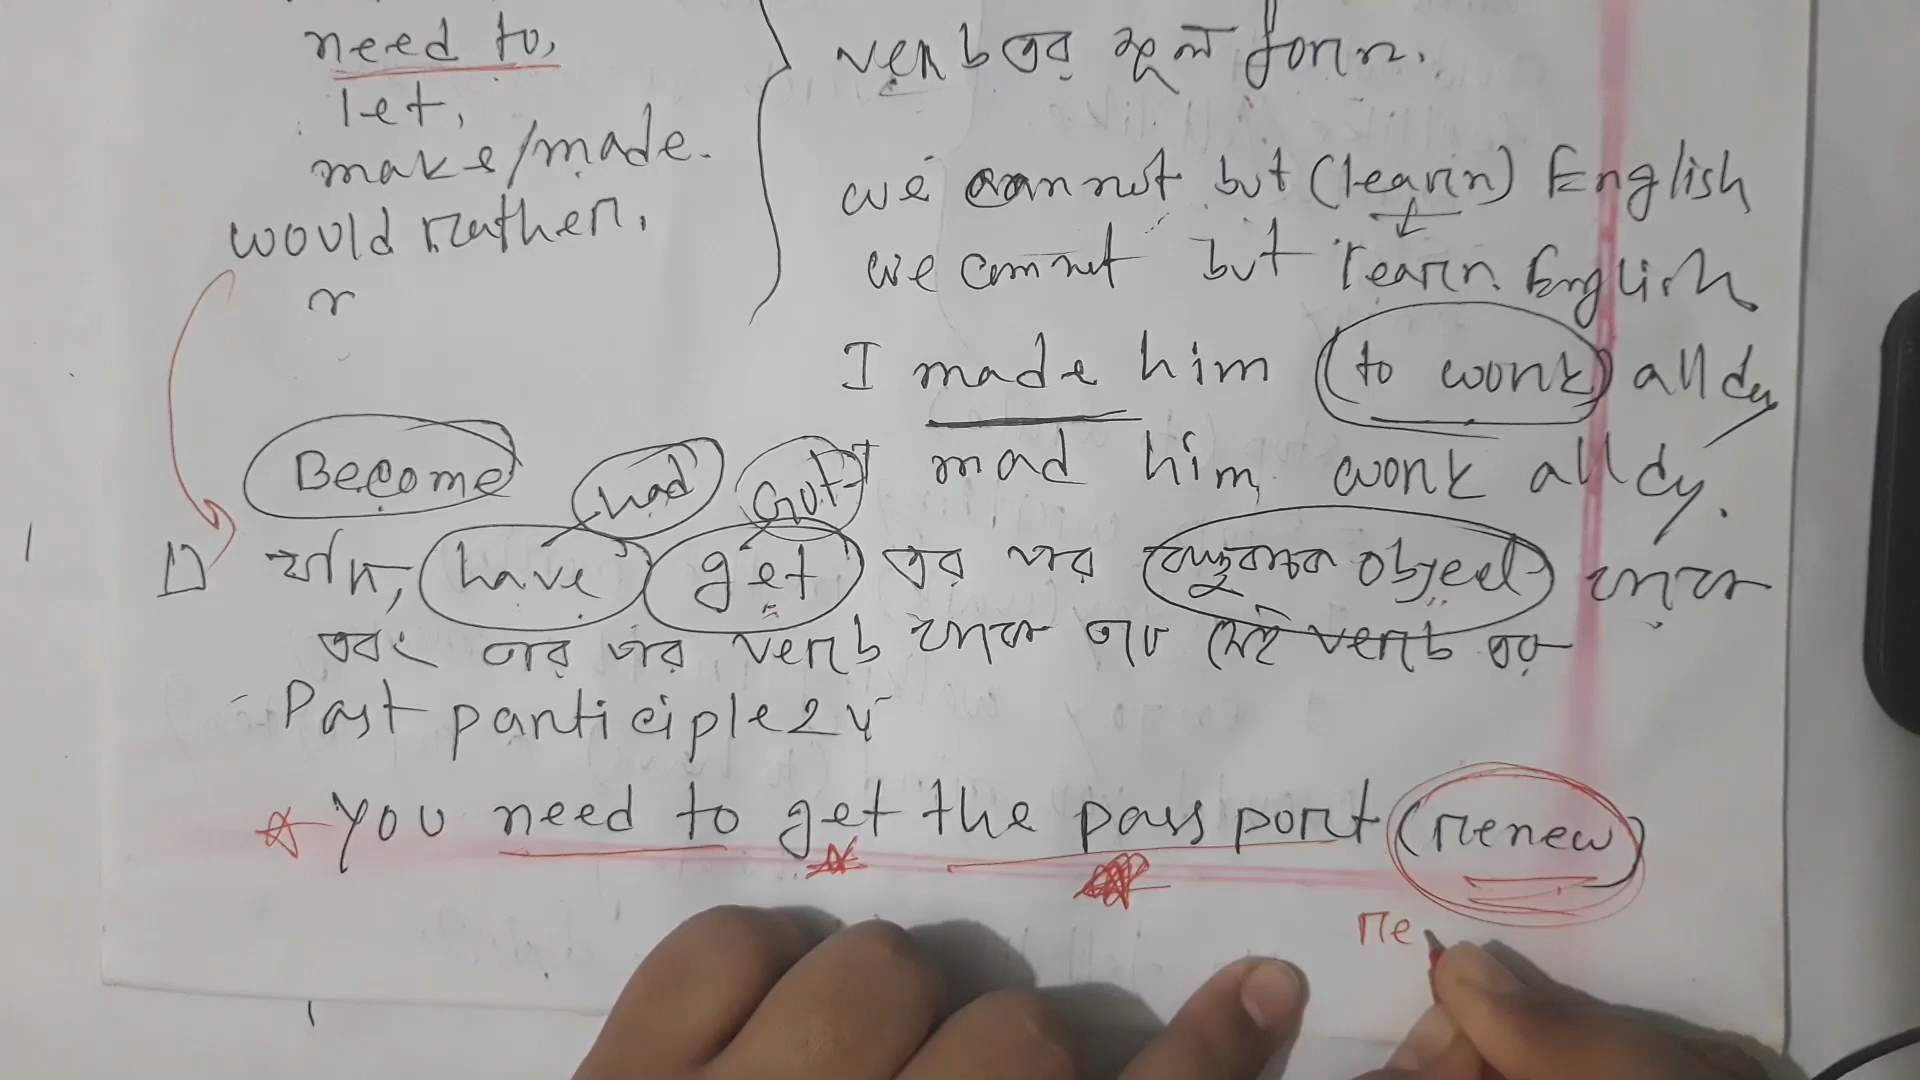 need to,
let,
make/made.
would rather.
verb এর মূল form.
we cannot but (learn) English
we cannot but learn English
I made him (to work) all day
I mad him work all dy.
Become
had
Got
যদি, have get এর পর বস্তুবাচক object থাকে
এবং তার পর verb থাকে তবে সেই verb এর
Past participle হয়
You need to get the passport (renew)
re